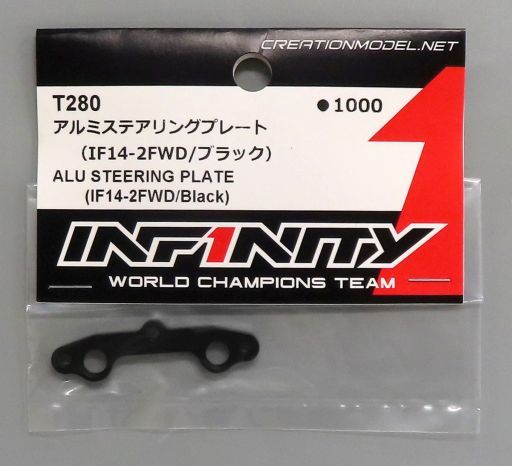 CREATIONMODEL.NET
T280
●1000
アルミステアリングプレート
（IF14-2FWD/ブラック）
ALU STEERING PLATE
(IF14-2FWD/Black)
INF1NITY
WORLD CHAMPIONS TEAM